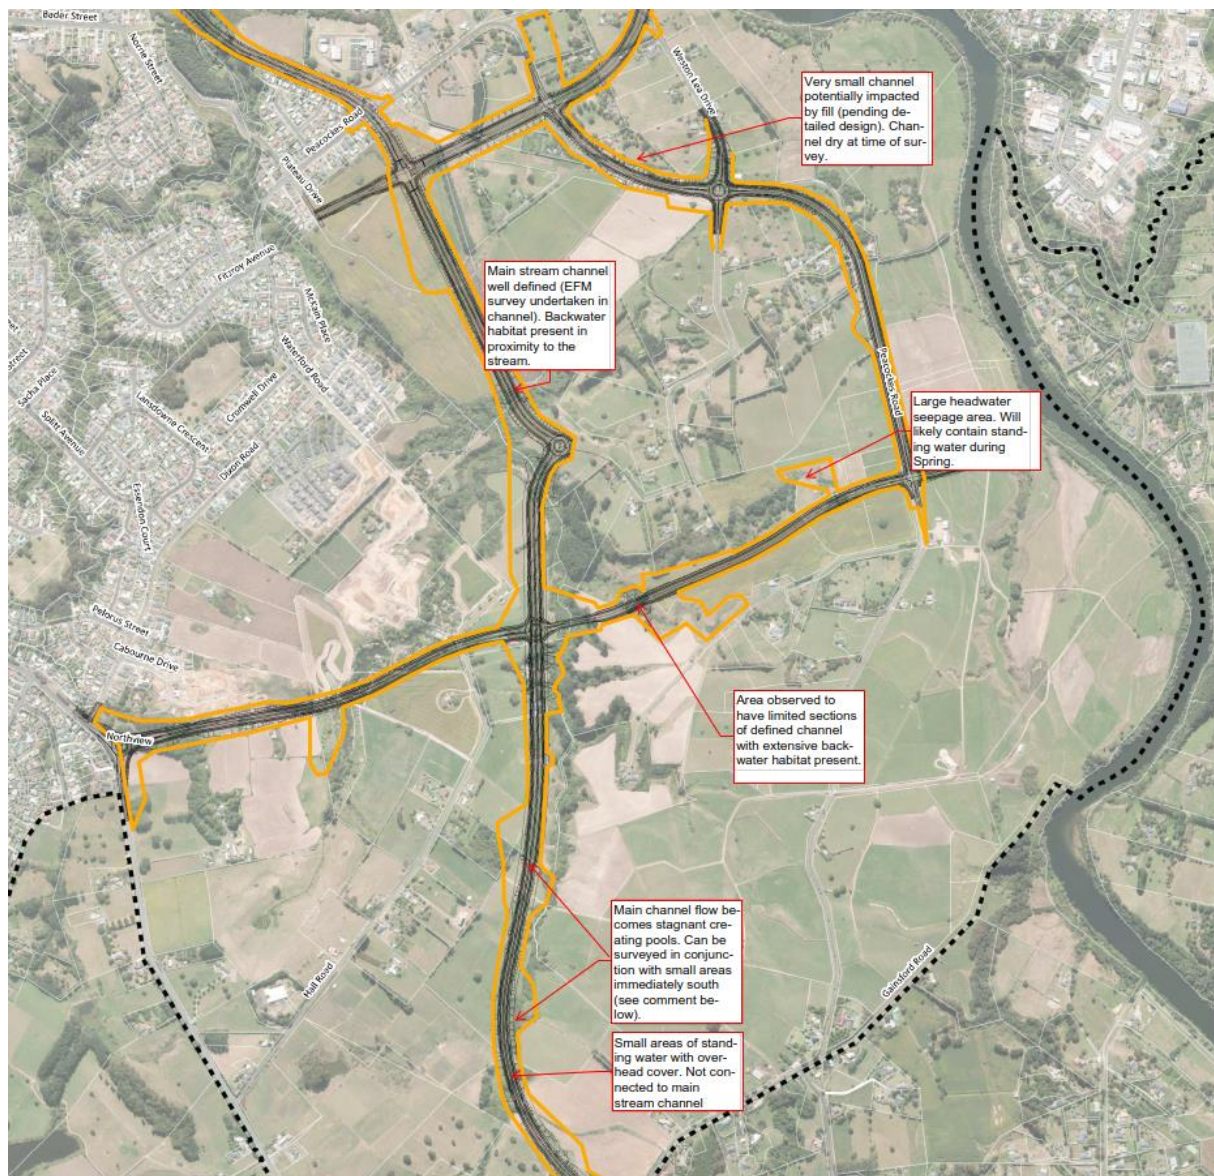 Bader Street
Norrie Street
Peacockes Road
Plateau Drive
Weston Lea Drive
Very small channel
potentially impacted
by fill (pending de-
tailed design). Chan-
nel dry at time of sur-
vey.
Fitzroy Avenue
McKain Place
Waterford Road
Main stream channel
well defined (EFM
survey undertaken in
channel). Backwater
habitat present in
proximity to the
stream.
Street
Sacha Place
Splitt Avenue
Lansdowne Crescent
Cromwell Drive
Dixon Road
Peacockes Road
Large headwater
seepage area. Will
likely contain stand-
ing water during
Spring.
Essendon Court
Pelorus Street
Cabourne Drive
Northview
Area observed to
have limited sections
of defined channel
with extensive back-
water habitat present.
Main channel flow be-
comes stagnant cre-
ating pools. Can be
surveyed in conjunc-
tion with small areas
immediately south
(see comment be-
low).
Hall Road
Gainsford Road
Small areas of stand-
ing water with over-
head cover. Not con-
nected to main
stream channel